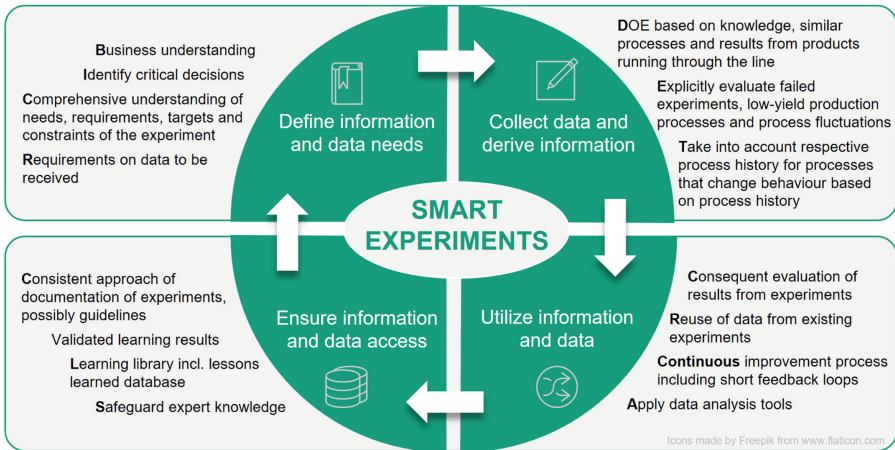 Business understanding
Identify critical decisions
Comprehensive understanding of
needs, requirements, targets and
constraints of the experiment
Requirements on data to be
received
Define information
and data needs
Collect data and
derive information
DOE based on knowledge, similar
processes and results from products
running through the line
Explicitly evaluate failed
experiments, low-yield production
processes and process fluctuations
Take into account respective
process history for processes
that change behaviour based
on process history
SMART
EXPERIMENTS
Consistent approach of
documentation of experiments,
possibly guidelines
Validated learning results
Learning library incl. lessons
learned database
Safeguard expert knowledge
Ensure information
and data access
Utilize information
and data
Consequent evaluation of
results from experiments
Reuse of data from existing
experiments
Continuous improvement process
including short feedback loops
Apply data analysis tools
Icons made by Freepik from www.flaticon.com